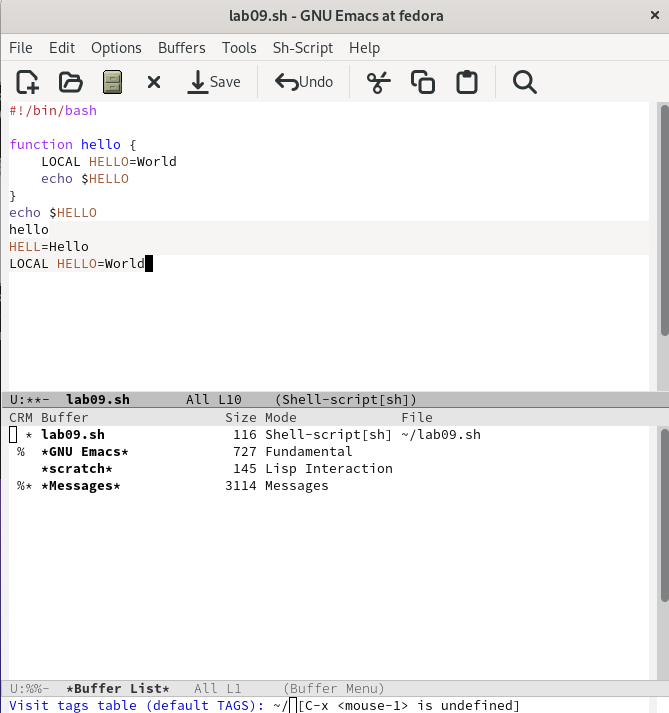 lab09.sh - GNU Emacs at fedora
File Edit Options Buffers Tools Sh-Script Help
Save Undo
#!/bin/bash
function hello {
    LOCAL HELLO=World
    echo $HELLO
}
echo $HELLO
hello
HELL=Hello
LOCAL HELLO=World
U:**-  lab09.sh       All L10    (Shell-script[sh])
CRM Buffer                 Size Mode             File
  * lab09.sh                116 Shell-script[sh] ~/lab09.sh
 %  *GNU Emacs*             727 Fundamental
    *scratch*               145 Lisp Interaction
 %* *Messages*             3114 Messages
U:%%-  *Buffer List*   All L1     (Buffer Menu)
Visit tags table (default TAGS): ~/ [C-x <mouse-1> is undefined]